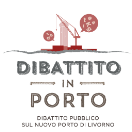 DIBATTITO
IN
PORTO
DIBATTITO PUBBLICO
SUL NUOVO PORTO DI LIVORNO